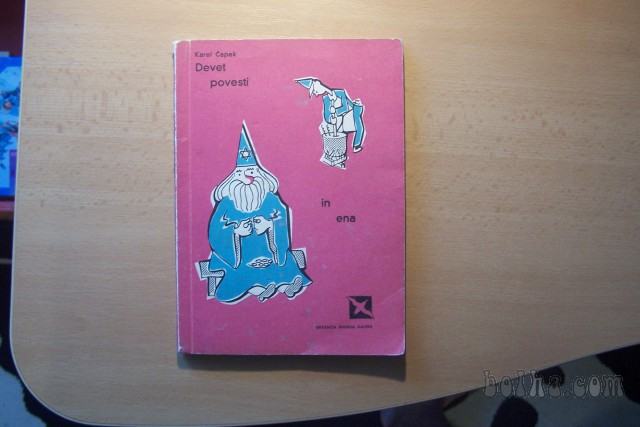 Karel Čapek
Devet
povesti
in
ena
bolha.com